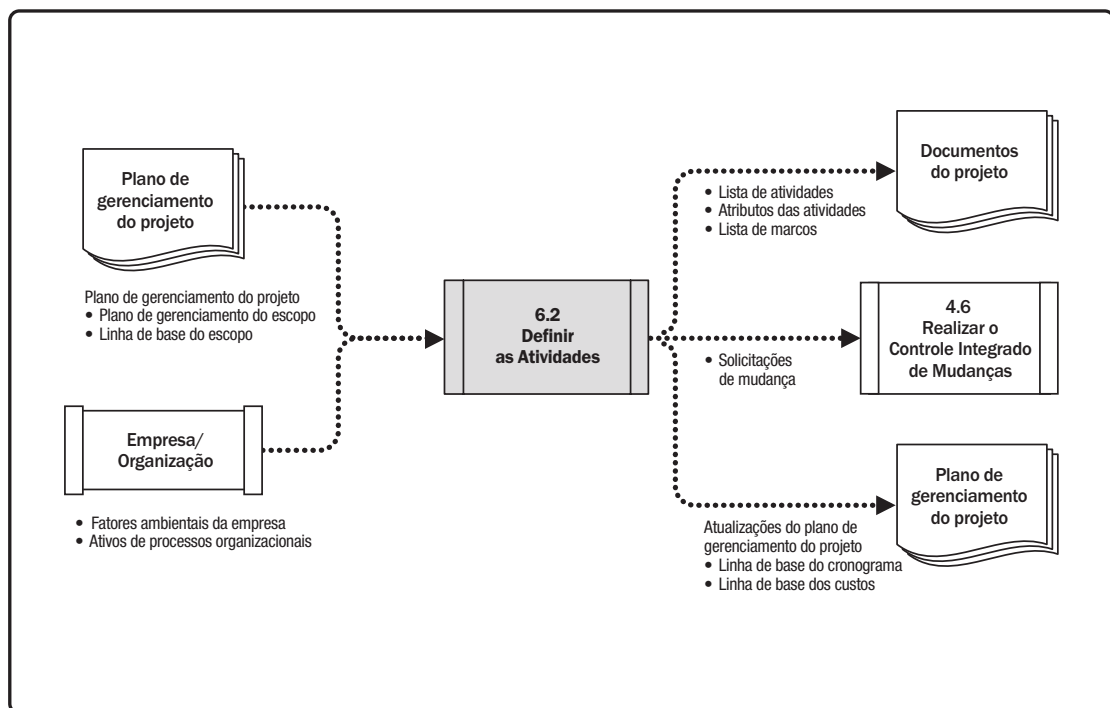 Plano de
gerenciamento
do projeto
Plano de gerenciamento do projeto
• Plano de gerenciamento do escopo
• Linha de base do escopo
Empresa/
Organização
• Fatores ambientais da empresa
• Ativos de processos organizacionais
6.2
Definir
as Atividades
• Lista de atividades
• Atributos das atividades
• Lista de marcos
Documentos
do projeto
• Solicitações
de mudança
4.6
Realizar o
Controle Integrado
de Mudanças
Atualizações do plano de
gerenciamento do projeto
• Linha de base do cronograma
• Linha de base dos custos
Plano de
gerenciamento
do projeto